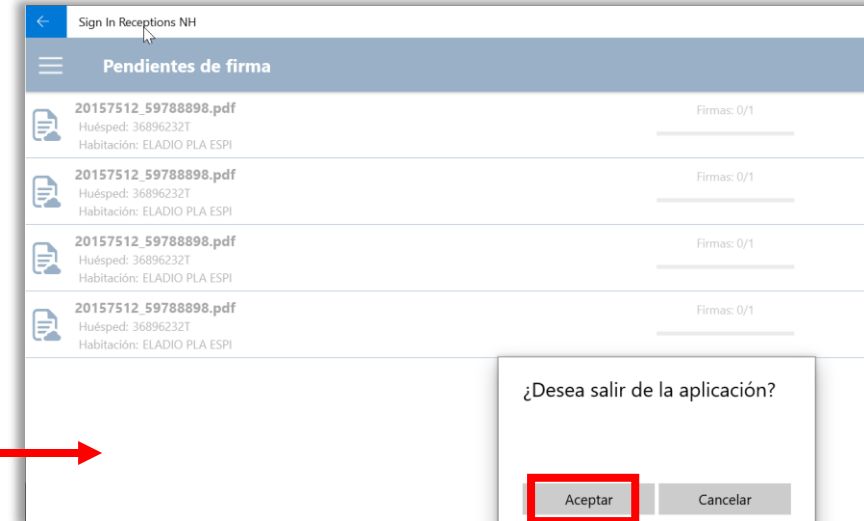 Sign In Receptions NH
Pendientes de firma
20157512_59788898.pdf
Huésped: 36896232T
Habitación: ELADIO PLA ESPI
Firmas: 0/1
20157512_59788898.pdf
Huésped: 36896232T
Habitación: ELADIO PLA ESPI
Firmas: 0/1
20157512_59788898.pdf
Huésped: 36896232T
Habitación: ELADIO PLA ESPI
Firmas: 0/1
20157512_59788898.pdf
Huésped: 36896232T
Habitación: ELADIO PLA ESPI
Firmas: 0/1
¿Desea salir de la aplicación?
Aceptar
Cancelar